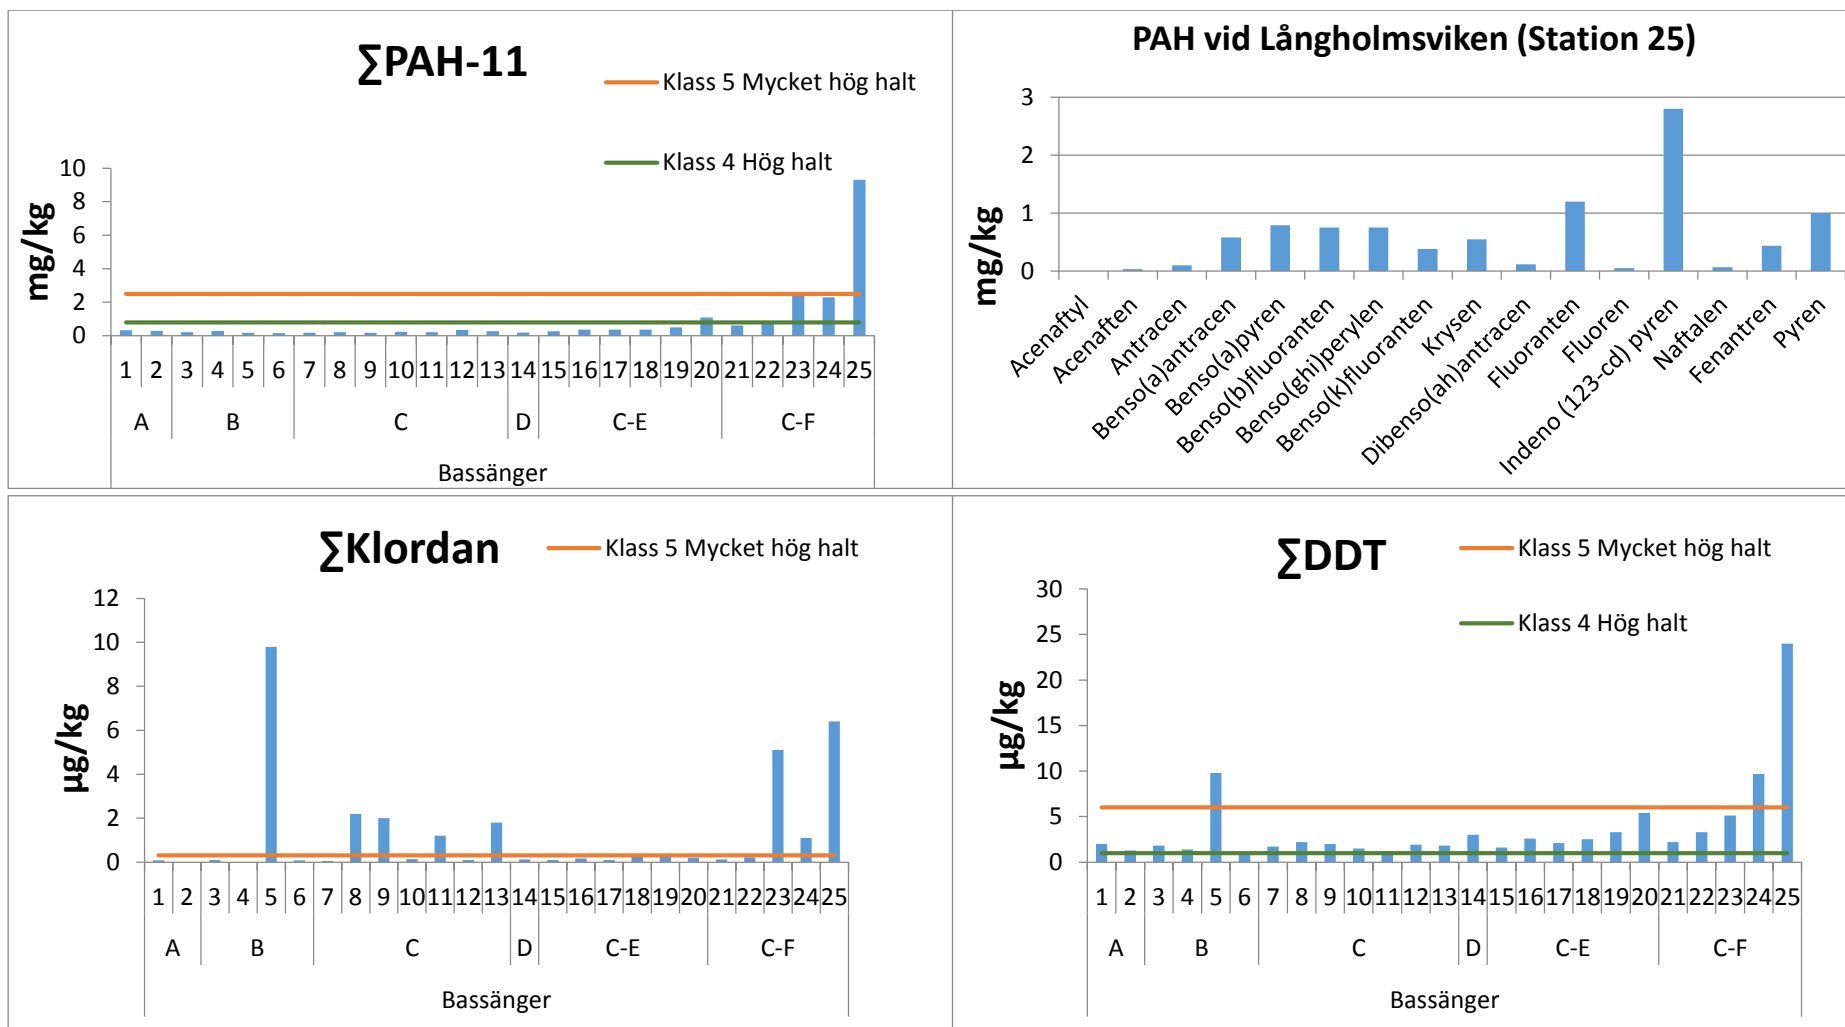 ∑PAH-11
Klass 5 Mycket hög halt
Klass 4 Hög halt
mg/kg
10
8
6
4
2
0
1 2 3 4 5 6 7 8 9 10 11 12 13 14 15 16 17 18 19 20 21 22 23 24 25
A B C D C-E C-F
Bassänger
PAH vid Långholmsviken (Station 25)
mg/kg
3
2
1
0
Acenaftyl
Acenaften
Antracen
Benso(a)antracen
Benso(a)pyren
Benso(b)fluoranten
Benso(ghi)perylen
Benso(k)fluoranten
Krysen
Dibenso(ah)antracen
Fluoranten
Fluoren
Indeno (123-cd) pyren
Naftalen
Fenantren
Pyren
∑Klordan
Klass 5 Mycket hög halt
µg/kg
12
10
8
6
4
2
0
1 2 3 4 5 6 7 8 9 10 11 12 13 14 15 16 17 18 19 20 21 22 23 24 25
A B C D C-E C-F
Bassänger
∑DDT
Klass 5 Mycket hög halt
Klass 4 Hög halt
µg/kg
30
25
20
15
10
5
0
1 2 3 4 5 6 7 8 9 10 11 12 13 14 15 16 17 18 19 20 21 22 23 24 25
A B C D C-E C-F
Bassänger